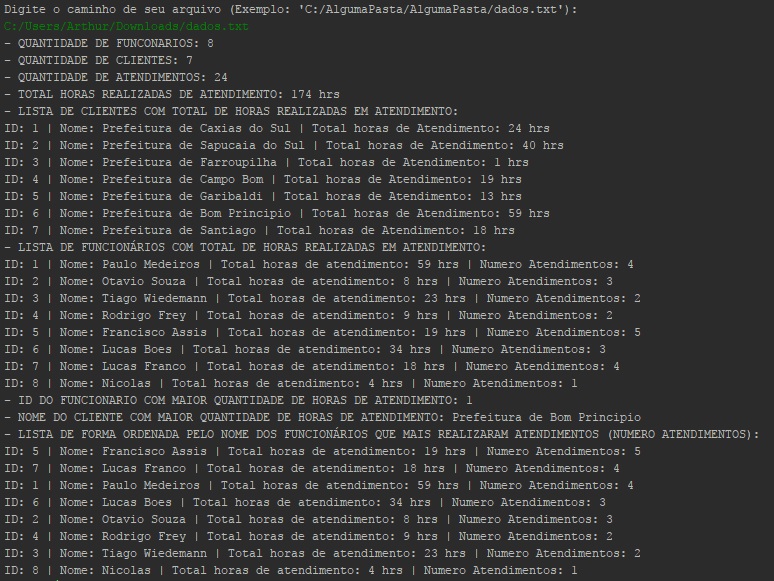 Digite o caminho de seu arquivo (Exemplo: 'C:/AlgumaPasta/AlgumaPasta/dados.txt'):
C:/Users/Arthur/Downloads/dados.txt
- QUANTIDADE DE FUNCONARIOS: 8
- QUANTIDADE DE CLIENTES: 7
- QUANTIDADE DE ATENDIMENTOS: 24
- TOTAL HORAS REALIZADAS DE ATENDIMENTO: 174 hrs
- LISTA DE CLIENTES COM TOTAL DE HORAS REALIZADAS EM ATENDIMENTO:
ID: 1 | Nome: Prefeitura de Caxias do Sul | Total horas de Atendimento: 24 hrs
ID: 2 | Nome: Prefeitura de Sapucaia do Sul | Total horas de Atendimento: 40 hrs
ID: 3 | Nome: Prefeitura de Farroupilha | Total horas de Atendimento: 1 hrs
ID: 4 | Nome: Prefeitura de Campo Bom | Total horas de Atendimento: 19 hrs
ID: 5 | Nome: Prefeitura de Garibaldi | Total horas de Atendimento: 13 hrs
ID: 6 | Nome: Prefeitura de Bom Principio | Total horas de Atendimento: 59 hrs
ID: 7 | Nome: Prefeitura de Santiago | Total horas de Atendimento: 18 hrs
- LISTA DE FUNCIONÁRIOS COM TOTAL DE HORAS REALIZADAS EM ATENDIMENTO:
ID: 1 | Nome: Paulo Medeiros | Total horas de atendimento: 59 hrs | Numero Atendimentos: 4
ID: 2 | Nome: Otavio Souza | Total horas de atendimento: 8 hrs | Numero Atendimentos: 3
ID: 3 | Nome: Tiago Wiedemann | Total horas de atendimento: 23 hrs | Numero Atendimentos: 2
ID: 4 | Nome: Rodrigo Frey | Total horas de atendimento: 9 hrs | Numero Atendimentos: 2
ID: 5 | Nome: Francisco Assis | Total horas de atendimento: 19 hrs | Numero Atendimentos: 5
ID: 6 | Nome: Lucas Boes | Total horas de atendimento: 34 hrs | Numero Atendimentos: 3
ID: 7 | Nome: Lucas Franco | Total horas de atendimento: 18 hrs | Numero Atendimentos: 4
ID: 8 | Nome: Nicolas | Total horas de atendimento: 4 hrs | Numero Atendimentos: 1
- ID DO FUNCIONARIO COM MAIOR QUANTIDADE DE HORAS DE ATENDIMENTO: 1
- NOME DO CLIENTE COM MAIOR QUANTIDADE DE HORAS DE ATENDIMENTO: Prefeitura de Bom Principio
- LISTA DE FORMA ORDENADA PELO NOME DOS FUNCIONÁRIOS QUE MAIS REALIZARAM ATENDIMENTOS (NUMERO ATENDIMENTOS):
ID: 5 | Nome: Francisco Assis | Total horas de atendimento: 19 hrs | Numero Atendimentos: 5
ID: 7 | Nome: Lucas Franco | Total horas de atendimento: 18 hrs | Numero Atendimentos: 4
ID: 1 | Nome: Paulo Medeiros | Total horas de atendimento: 59 hrs | Numero Atendimentos: 4
ID: 6 | Nome: Lucas Boes | Total horas de atendimento: 34 hrs | Numero Atendimentos: 3
ID: 2 | Nome: Otavio Souza | Total horas de atendimento: 8 hrs | Numero Atendimentos: 3
ID: 4 | Nome: Rodrigo Frey | Total horas de atendimento: 9 hrs | Numero Atendimentos: 2
ID: 3 | Nome: Tiago Wiedemann | Total horas de atendimento: 23 hrs | Numero Atendimentos: 2
ID: 8 | Nome: Nicolas | Total horas de atendimento: 4 hrs | Numero Atendimentos: 1